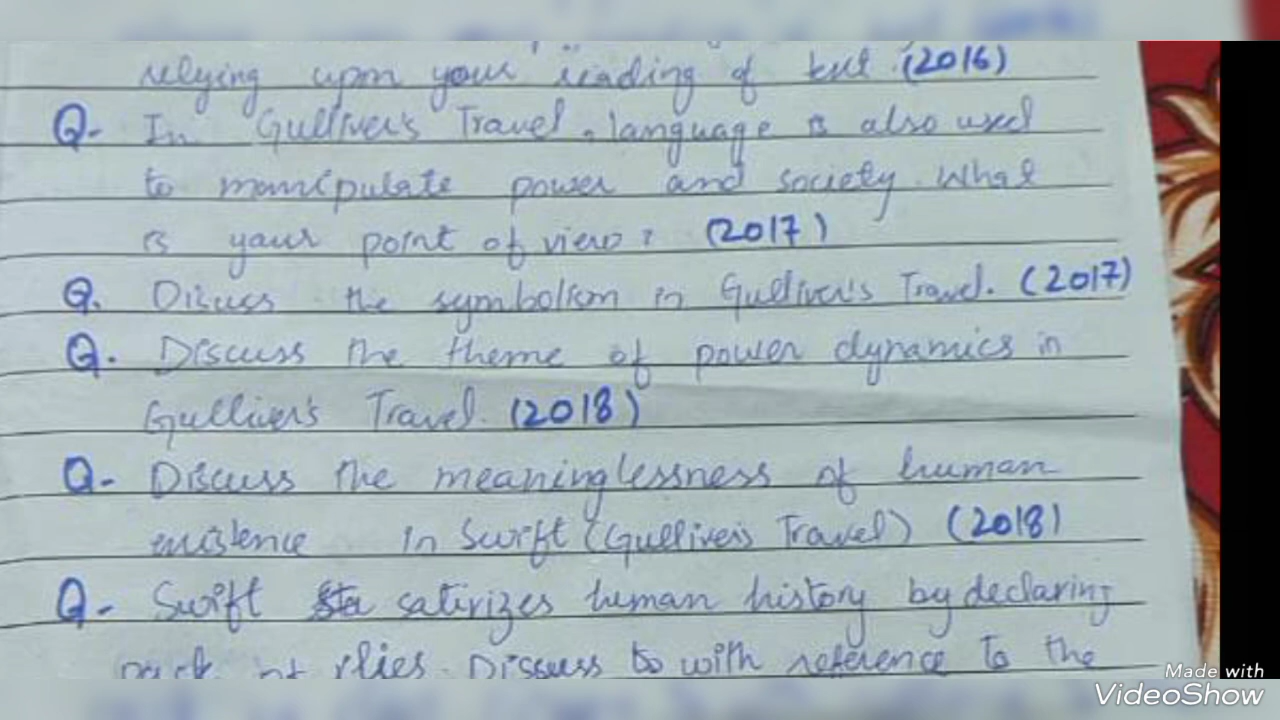 relying upon your reading of text (2016)
Q- In Gulliver's Travel, language is also used
to manipulate power and society. What
is your point of view? (2017)
Q. Discuss the symbolism in Gulliver's Travel. (2017)
Q. Discuss the theme of power dynamics in
Gulliver's Travel. (2018)
Q- Discuss the meaninglessness of human
existence in Swift (Gulliver's Travel) (2018)
Q- Swift satirizes human history by declaring
pack of Discuss to with reference to the
Made with
VideoShow